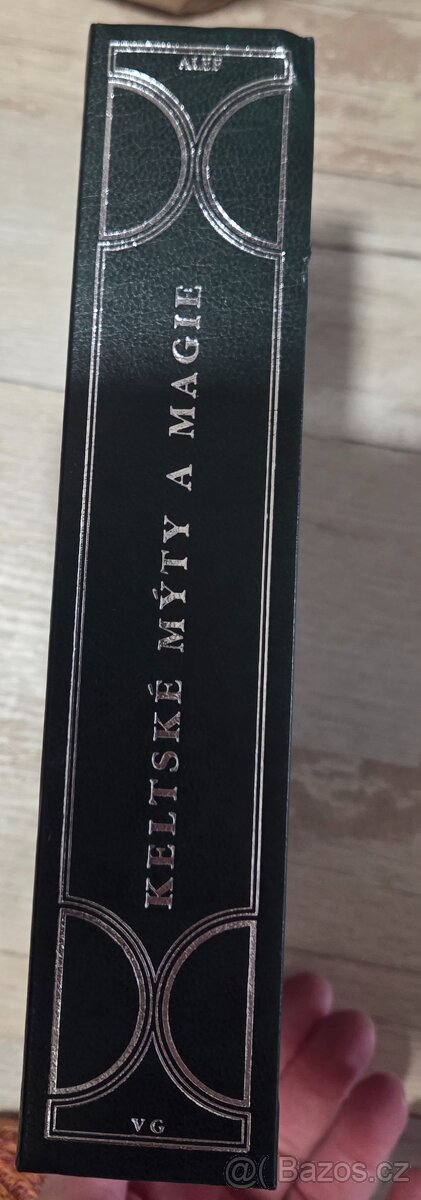 ALEF
KELTSKÉ MÝTY A MAGIE
VG
@( Bazos.cz